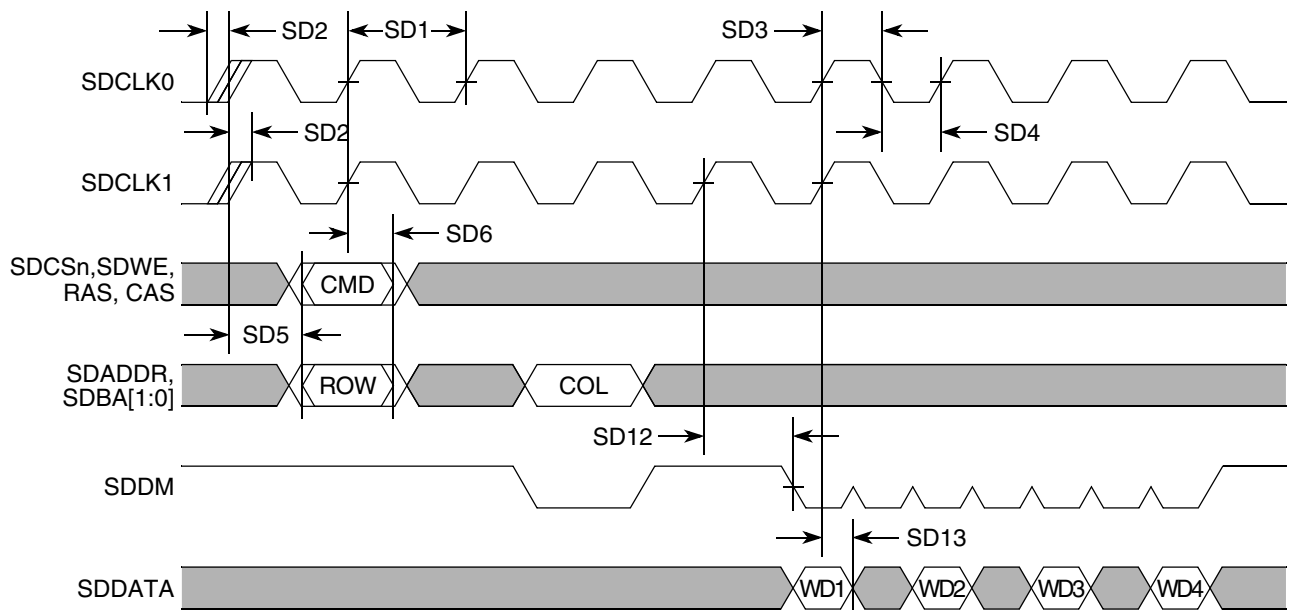 SD2
SD1
SD3
SDCLK0
SD2
SD4
SDCLK1
SD6
SDCSn,SDWE,
RAS, CAS
CMD
SD5
SDADDR,
SDBA[1:0]
ROW
COL
SD12
SDDM
SD13
SDDATA
WD1
WD2
WD3
WD4